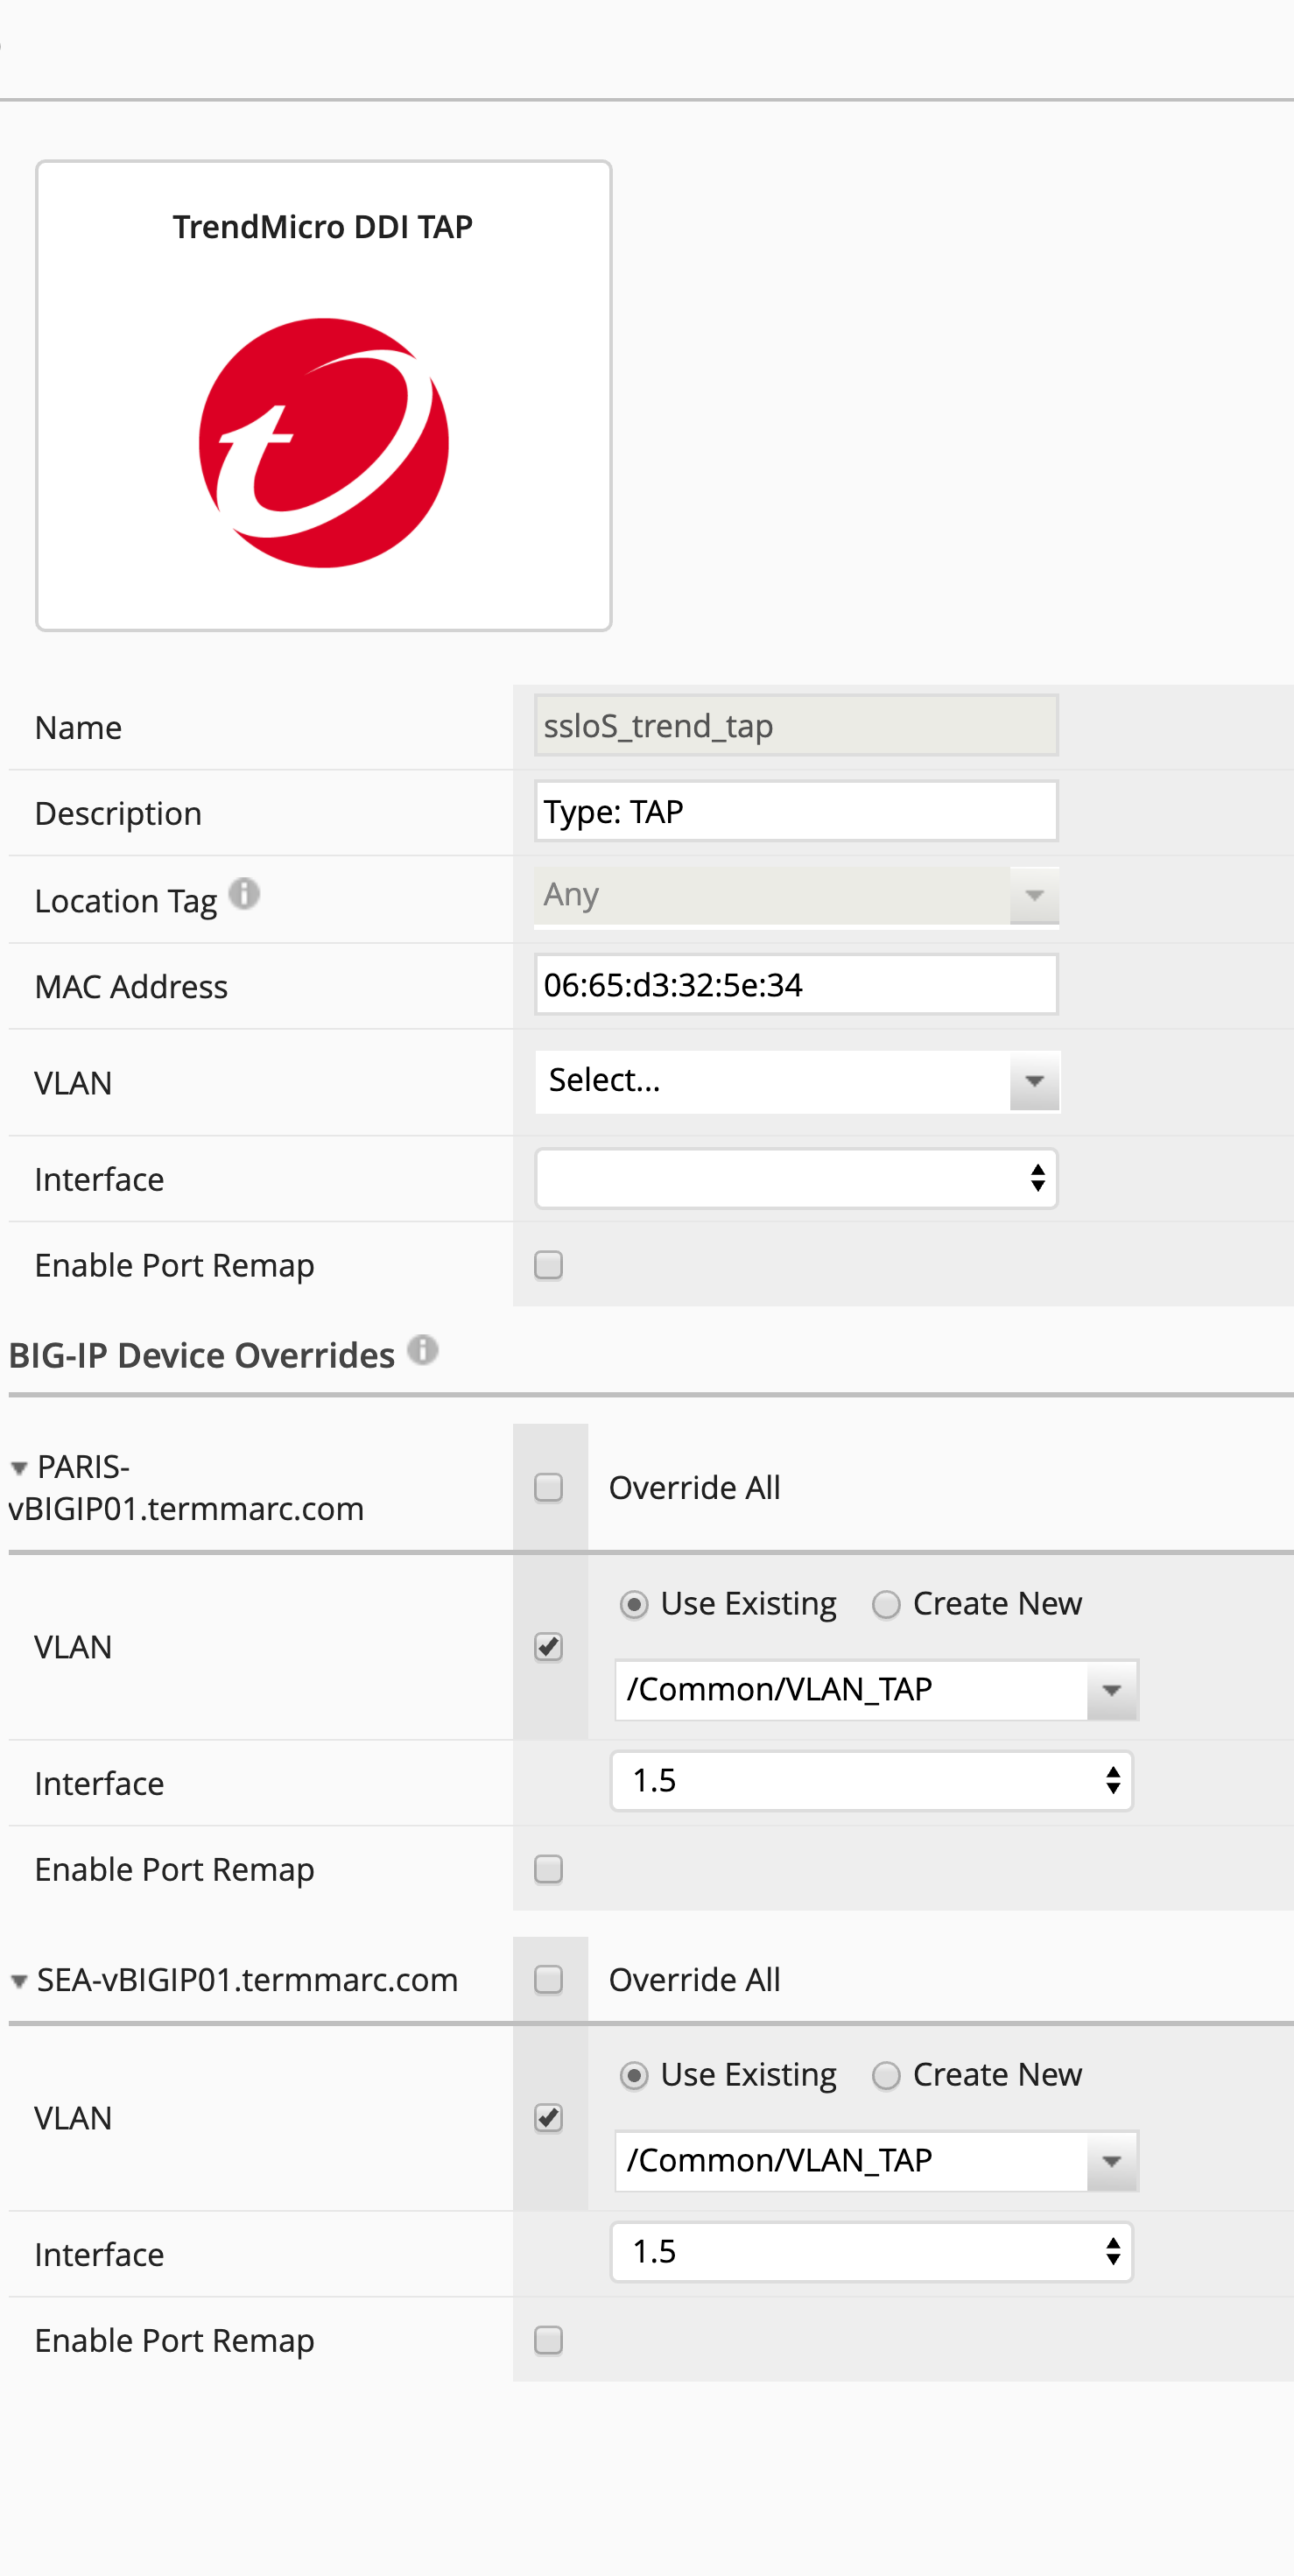 TrendMicro DDI TAP
Name
ssloS_trend_tap
Description
Type: TAP
Location Tag
Any
MAC Address
06:65:d3:32:5e:34
VLAN
Select...
Interface
Enable Port Remap
BIG-IP Device Overrides
PARIS-
vBIGIP01.termmarc.com
Override All
VLAN
Use Existing Create New
/Common/VLAN_TAP
Interface
1.5
Enable Port Remap
SEA-vBIGIP01.termmarc.com
Override All
VLAN
Use Existing Create New
/Common/VLAN_TAP
Interface
1.5
Enable Port Remap